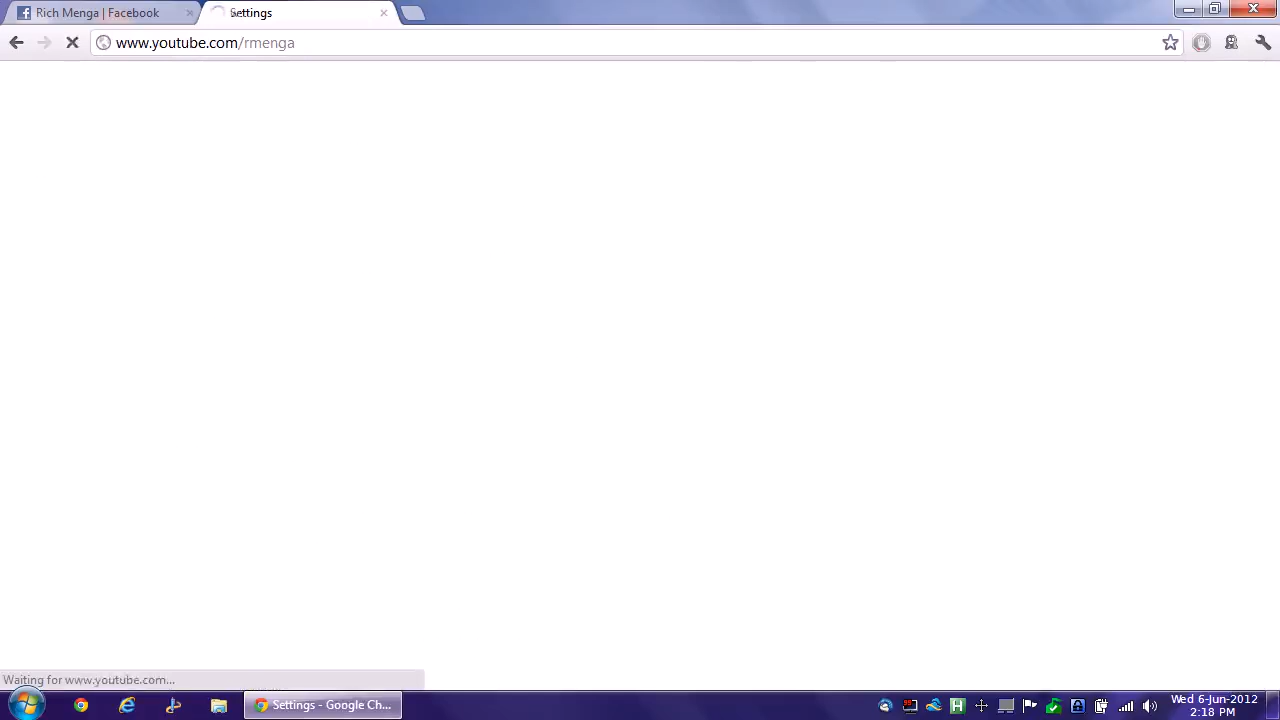 Rich Menga | Facebook
Settings
www.youtube.com/rmenga
Waiting for www.youtube.com...
Settings - Google Ch...
Wed 6-Jun-2012
2:18 PM